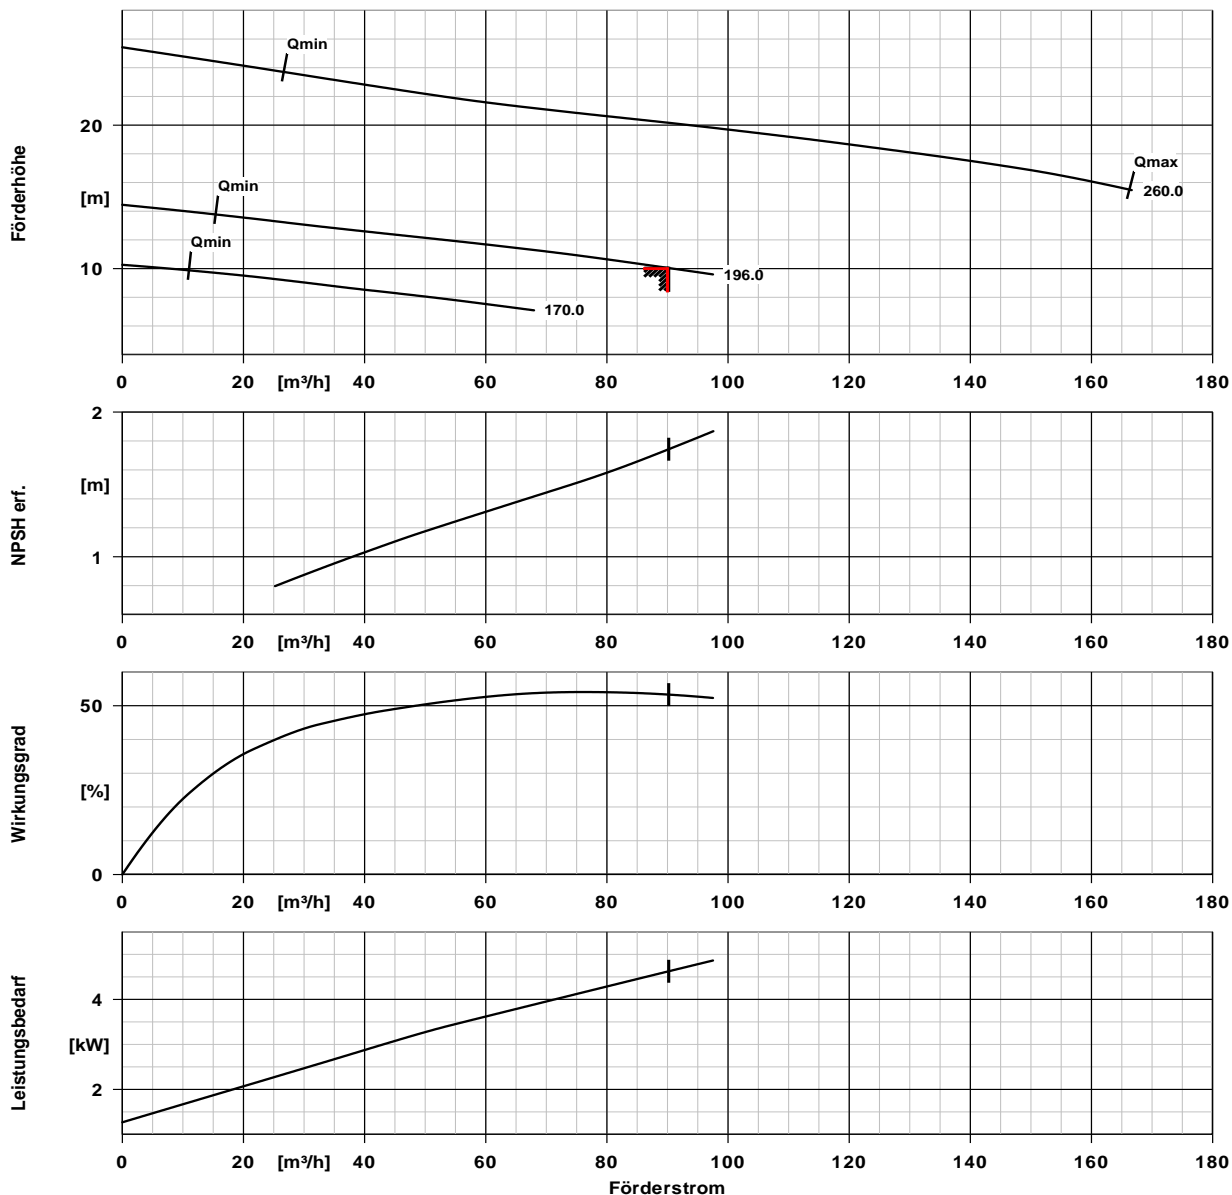 Förderhöhe
[m]
20
10
Qmin
Qmin
Qmin
Qmax
260.0
196.0
170.0
0 20 [m³/h] 40 60 80 100 120 140 160 180
NPSH erf.
[m]
2
1
0 20 [m³/h] 40 60 80 100 120 140 160 180
Wirkungsgrad
[%]
50
0
0 20 [m³/h] 40 60 80 100 120 140 160 180
Leistungsbedarf
[kW]
4
2
0 20 [m³/h] 40 60 80 100 120 140 160 180
Förderstrom